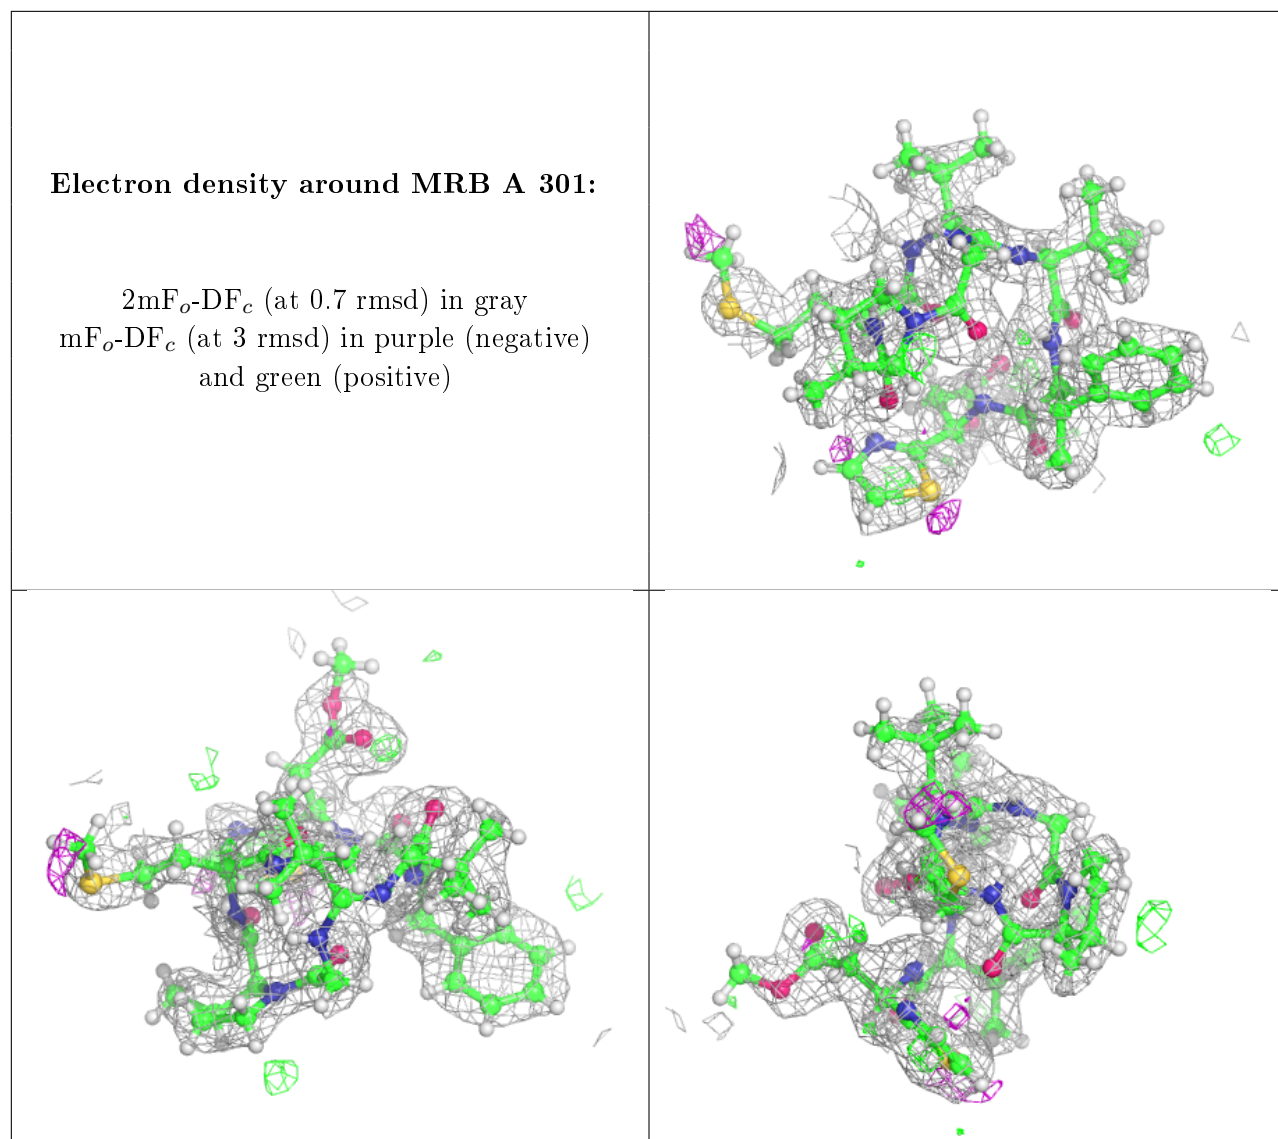 Electron density around MRB A 301:
2mFo-DFc (at 0.7 rmsd) in gray
mFo-DFc (at 3 rmsd) in purple (negative)
and green (positive)